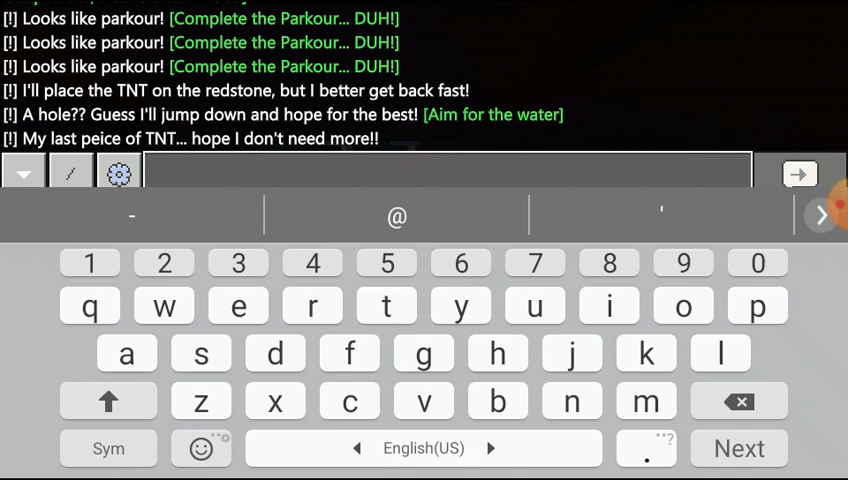 [!] Looks like parkour! [Complete the Parkour... DUH!]
[!] Looks like parkour! [Complete the Parkour... DUH!]
[!] Looks like parkour! [Complete the Parkour... DUH!]
[!] I'll place the TNT on the redstone, but I better get back fast!
[!] A hole?? Guess I'll jump down and hope for the best! [Aim for the water]
[!] My last peice of TNT... hope I don't need more!!
/
- @ '
1 2 3 4 5 6 7 8 9 0
q w e r t y u i o p
a s d f g h j k l
z x c v b n m
Sym English(US) . ? Next